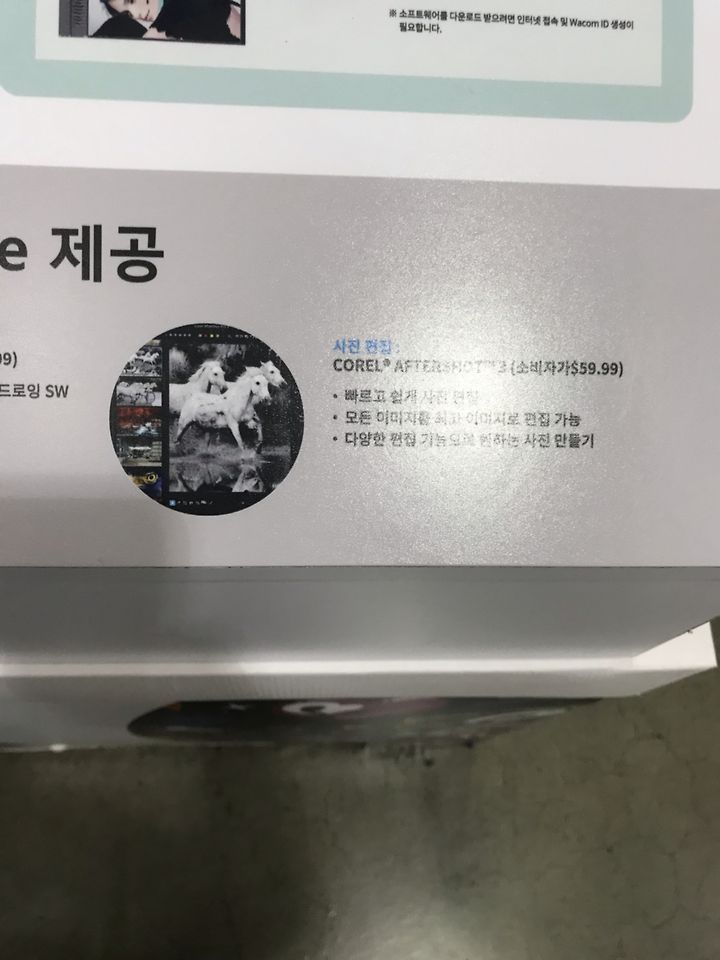 ※ 소프트웨어를 다운로드 받으려면 인터넷 접속 및 Wacom ID 생성이
필요합니다.
e 제공
99)
드로잉 SW
사진 편집 :
COREL® AFTERSHOT™ 3 (소비자가$59.99)
• 빠르고 쉽게 사진 편집
• 모든 이미지를 최고 이미지로 편집 가능
• 다양한 편집 기능으로 원하는 사진 만들기